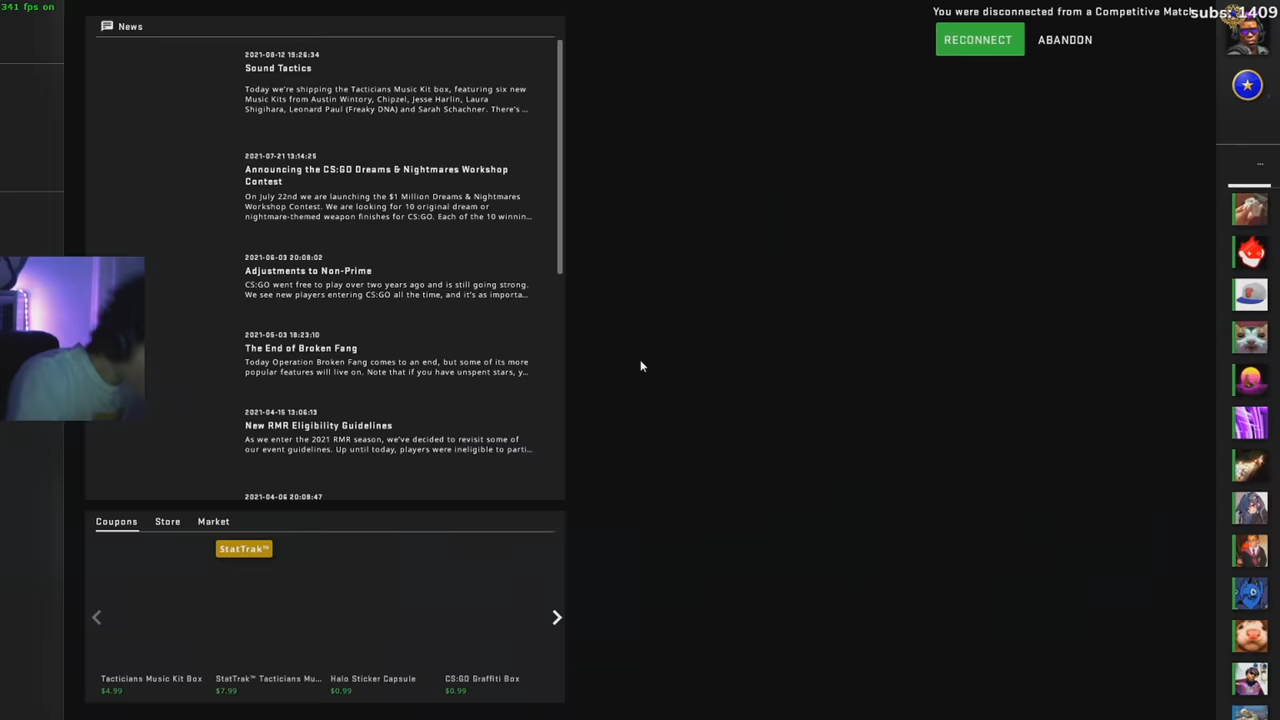 341 fps on
News
You were disconnected from a Competitive Match
subs: 1409
RECONNECT
ABANDON
2021-08-12 19:26:34
Sound Tactics
Today we're shipping the Tacticians Music Kit box, featuring six new
Music Kits from Austin Wintory, Chipzel, Jesse Harlin, Laura
Shigihara, Leonard Paul (Freaky DNA) and Sarah Schachner. There's ...
2021-07-21 13:14:25
Announcing the CS:GO Dreams & Nightmares Workshop
Contest
On July 22nd we are launching the $1 Million Dreams & Nightmares
Workshop Contest. We are looking for 10 original dream or
nightmare-themed weapon finishes for CS:GO. Each of the 10 winnin...
2021-06-03 20:08:02
Adjustments to Non-Prime
CS:GO went free to play over two years ago and is still going strong.
We see new players entering CS:GO all the time, and it's as importa...
2021-05-03 18:23:10
The End of Broken Fang
Today Operation Broken Fang comes to an end, but some of its more
popular features will live on. Note that if you have unspent stars, y...
2021-04-15 13:06:13
New RMR Eligibility Guidelines
As we enter the 2021 RMR season, we've decided to revisit some of
our event guidelines. Up until today, players were ineligible to parti...
2021-04-06 20:08:47
Coupons Store Market
StatTrak™
Tacticians Music Kit Box
$4.99
StatTrak™ Tacticians Mu...
$7.99
Halo Sticker Capsule
$0.99
CS:GO Graffiti Box
$0.99
...